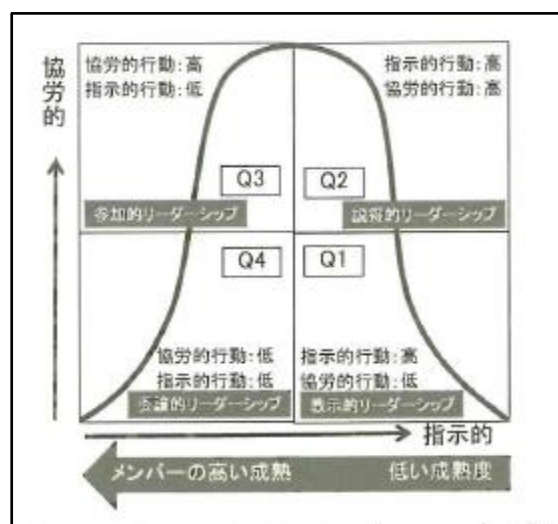 協労的
協労的行動:高
指示的行動:低
指示的行動:高
協労的行動:高
Q3
Q2
参加的リーダーシップ
説得的リーダーシップ
Q4
Q1
協労的行動:低
指示的行動:低
指示的行動:高
協労的行動:低
リーダーシップ
教示的リーダーシップ
指示的
メンバーの高い成熟
低い成熟度